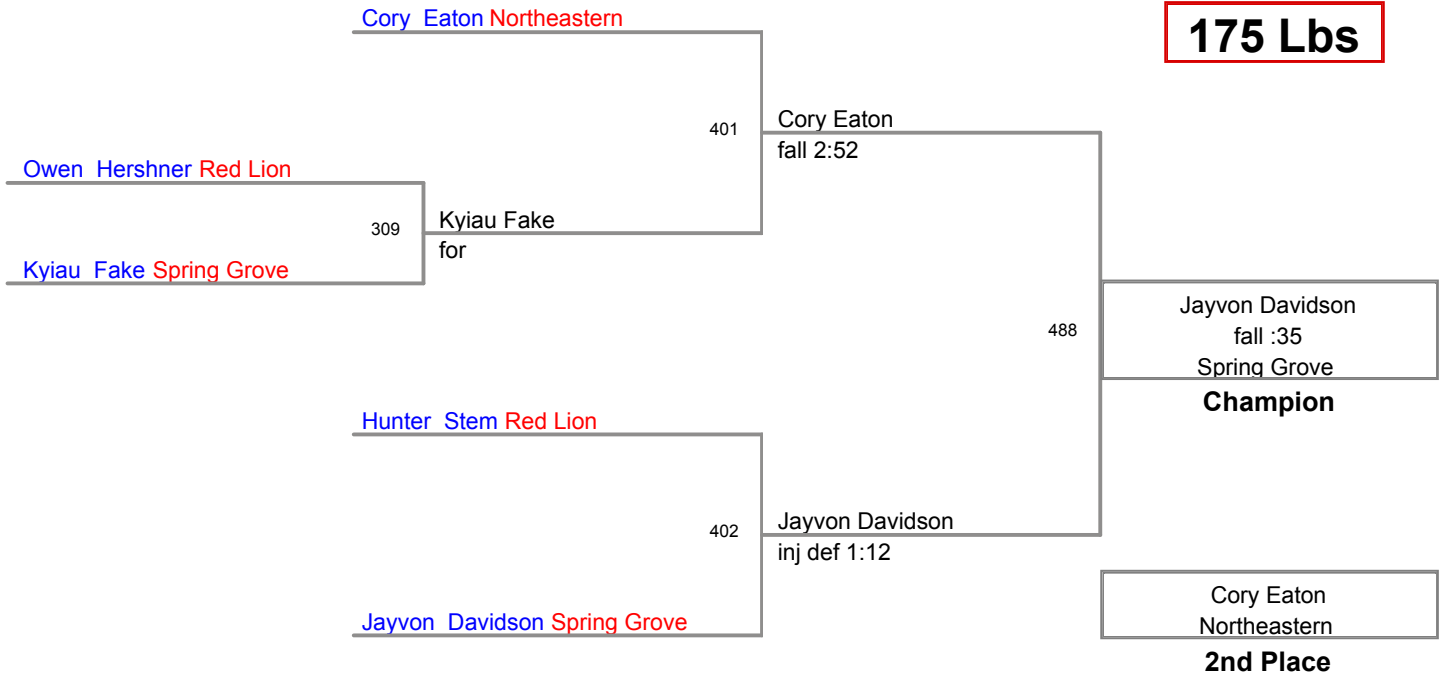 Cory Eaton Northeastern
175 Lbs
401
Cory Eaton
fall 2:52
Owen Hershner Red Lion
309
Kyiau Fake
for
Kyiau Fake Spring Grove
488
Jayvon Davidson
fall :35
Spring Grove
Champion
Hunter Stem Red Lion
402
Jayvon Davidson
inj def 1:12
Jayvon Davidson Spring Grove
Cory Eaton
Northeastern
2nd Place